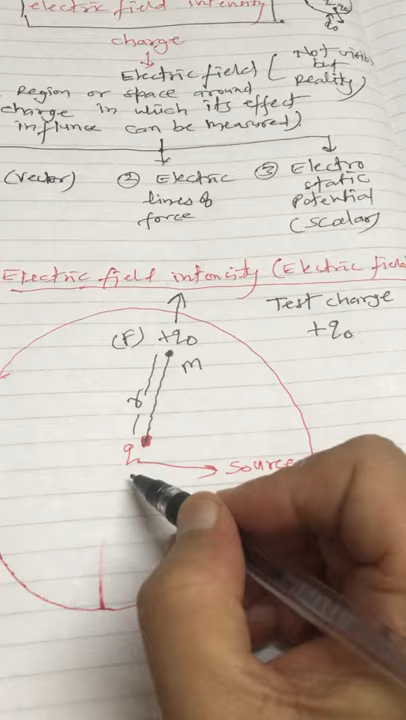 electric field intensity
q₀
charge
Electric field ( Not visible
but
Reality)
Region or space around
charge in which its effect
influnce can be measured)
(Vector)
② Electric
lines of
force
③ Electro
static
potential
(scalar)
Electric field intensity (Electric field
Test charge
+q₀
(F) +q₀
m
r
q
Source